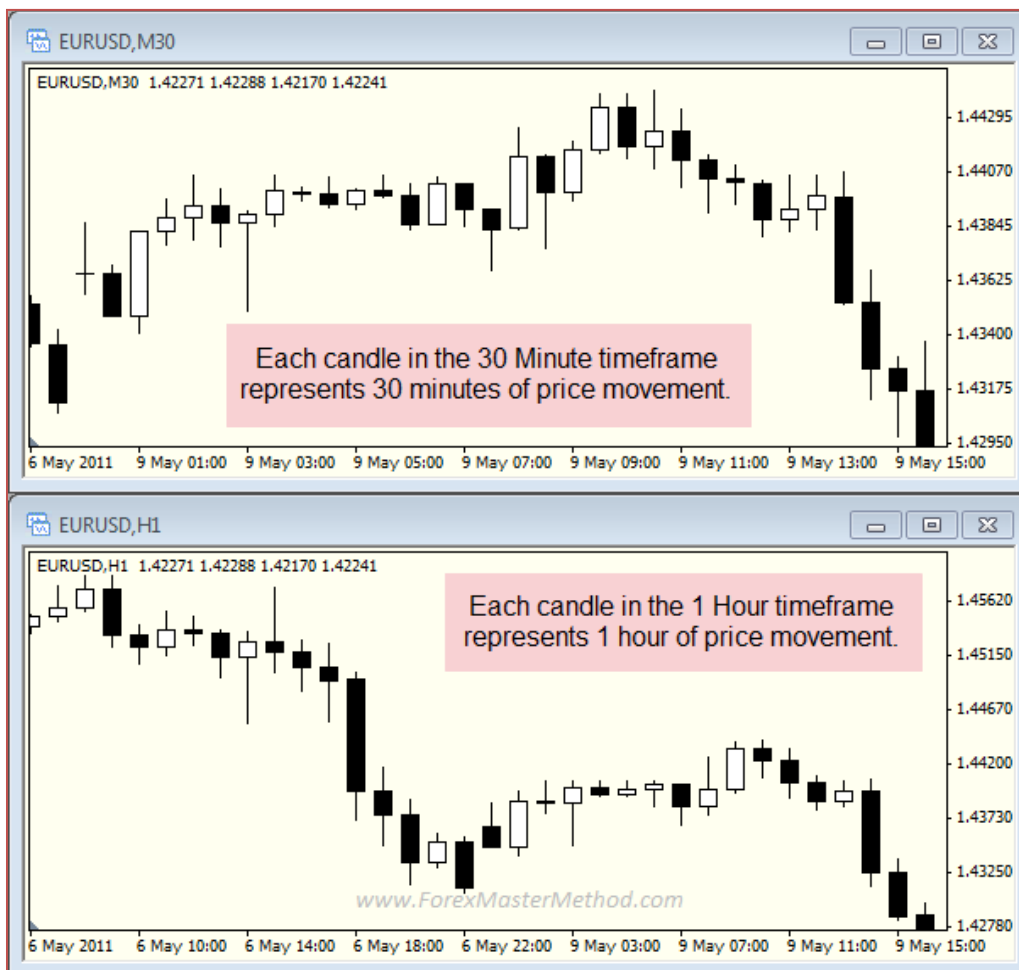 EURUSD,M30
EURUSD,M30 1.42271 1.42288 1.42170 1.42241
1.44295
1.44070
1.43845
1.43625
1.43400
1.43175
1.42950
Each candle in the 30 Minute timeframe
represents 30 minutes of price movement.
6 May 2011 9 May 01:00 9 May 03:00 9 May 05:00 9 May 07:00 9 May 09:00 9 May 11:00 9 May 13:00 9 May 15:00
EURUSD,H1
EURUSD,H1 1.42271 1.42288 1.42170 1.42241
Each candle in the 1 Hour timeframe
represents 1 hour of price movement.
1.45620
1.45150
1.44670
1.44200
1.43730
1.43250
1.42780
www.ForexMasterMethod.com
6 May 2011 6 May 10:00 6 May 14:00 6 May 18:00 6 May 22:00 9 May 03:00 9 May 07:00 9 May 11:00 9 May 15:00